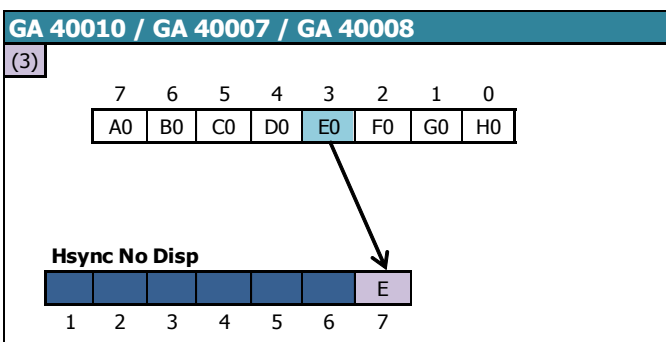 GA 40010 / GA 40007 / GA 40008
(3)
7 6 5 4 3 2 1 0
A0 B0 C0 D0 E0 F0 G0 H0
Hsync No Disp
E
1 2 3 4 5 6 7